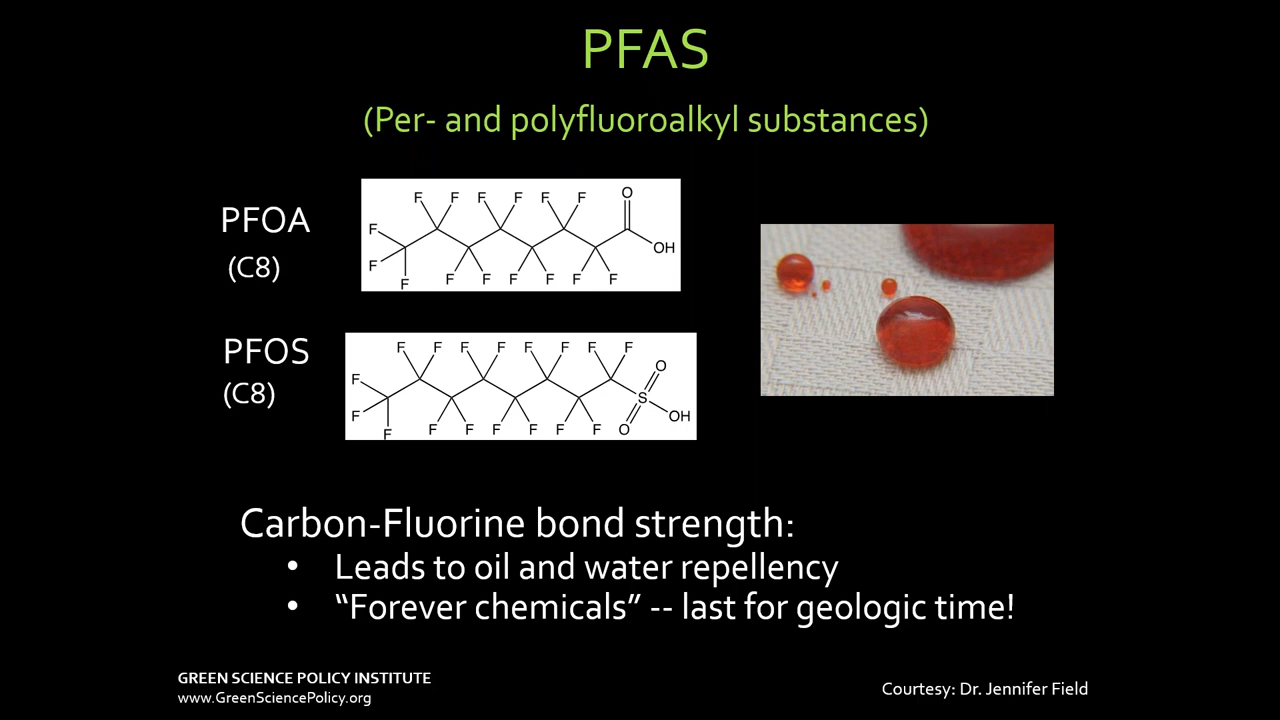 PFAS
(Per- and polyfluoroalkyl substances)
PFOA
(C8)
F F F F F F O
F
F
OH
F F F F F F F
PFOS
(C8)
F F F F F F F F
O
F
F
S
OH
F F F F F F F O
Carbon-Fluorine bond strength:
• Leads to oil and water repellency
• “Forever chemicals” -- last for geologic time!
GREEN SCIENCE POLICY INSTITUTE
www.GreenSciencePolicy.org
Courtesy: Dr. Jennifer Field